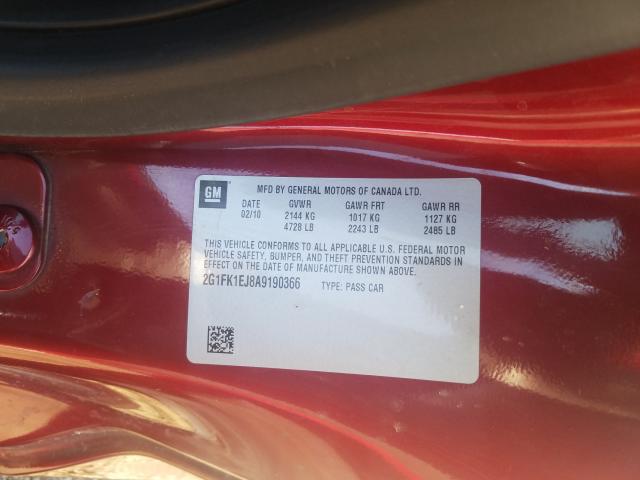 GM
MFD BY GENERAL MOTORS OF CANADA LTD.
DATE GVWR GAWR FRT GAWR RR
02/10 2144 KG 1017 KG 1127 KG
4728 LB 2243 LB 2485 LB
THIS VEHICLE CONFORMS TO ALL APPLICABLE U.S. FEDERAL MOTOR
VEHICLE SAFETY, BUMPER, AND THEFT PREVENTION STANDARDS IN
EFFECT ON THE DATE OF MANUFACTURE SHOWN ABOVE.
2G1FK1EJ8A9190366 TYPE: PASS CAR